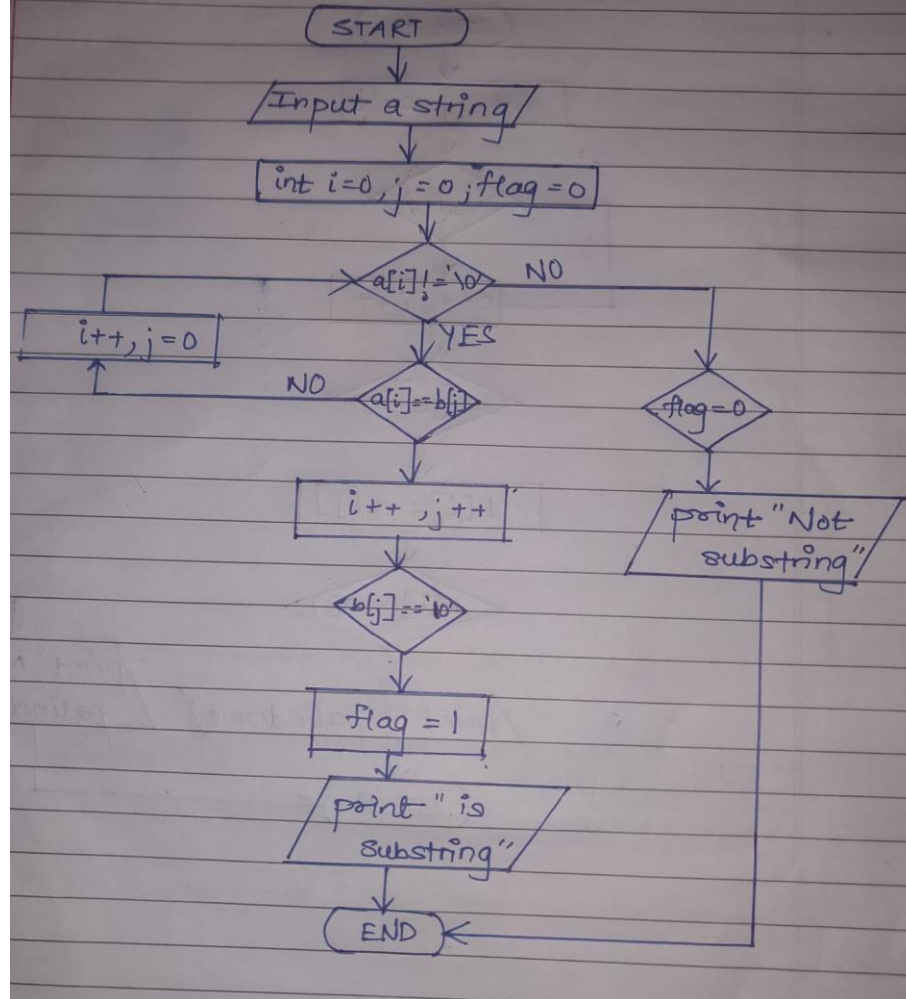 START
Input a string
int i=0, j=0; flag=0
a[i]!='\0'
NO
YES
i++, j=0
NO
a[i]==b[j]
flag=0
i++, j++
print "Not
substring"
b[j]=='\0'
flag = 1
print " is
substring"
END